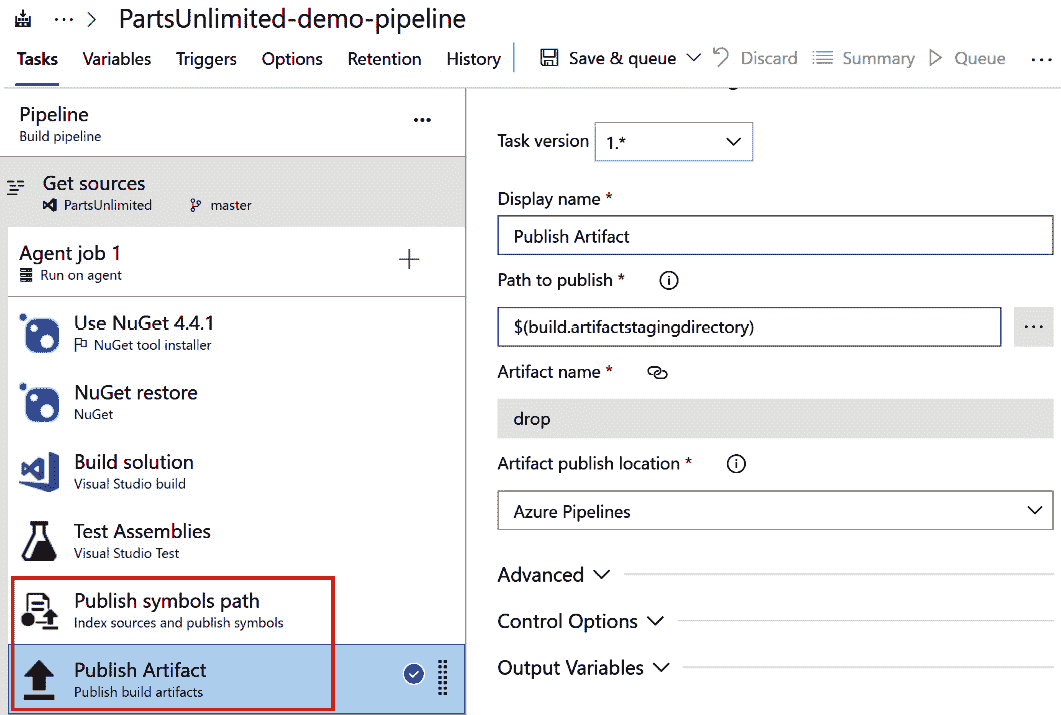 PartsUnlimited-demo-pipeline
Tasks Variables Triggers Options Retention History Save & queue Discard Summary Queue
Pipeline
Build pipeline
Get sources
PartsUnlimited master
Agent job 1
Run on agent
Use NuGet 4.4.1
NuGet tool installer
NuGet restore
NuGet
Build solution
Visual Studio build
Test Assemblies
Visual Studio Test
Publish symbols path
Index sources and publish symbols
Publish Artifact
Publish build artifacts
Task version 1.*
Display name *
Publish Artifact
Path to publish *
$(build.artifactstagingdirectory)
Artifact name *
drop
Artifact publish location *
Azure Pipelines
Advanced
Control Options
Output Variables